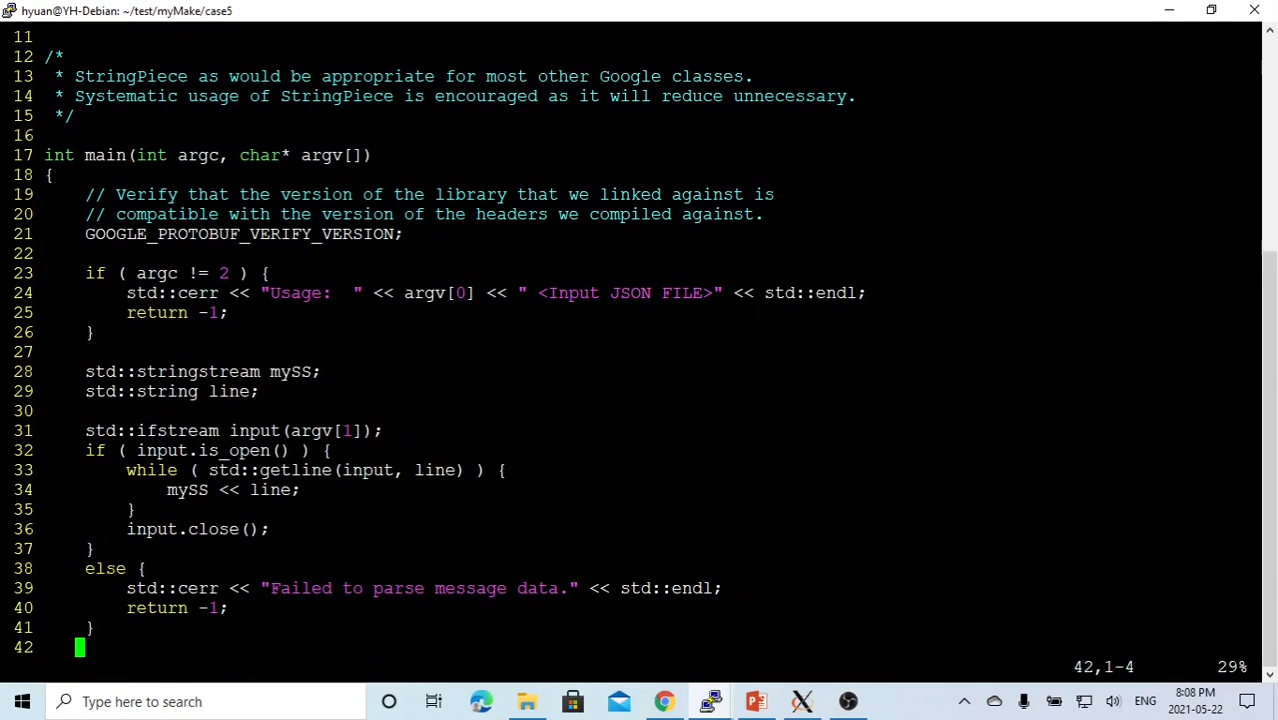 hyuan@YH-Debian: ~/test/myMake/case5
11
12 /*
13  * StringPiece as would be appropriate for most other Google classes.
14  * Systematic usage of StringPiece is encouraged as it will reduce unnecessary.
15  */
16
17 int main(int argc, char* argv[])
18 {
19     // Verify that the version of the library that we linked against is
20     // compatible with the version of the headers we compiled against.
21     GOOGLE_PROTOBUF_VERIFY_VERSION;
22
23     if ( argc != 2 ) {
24         std::cerr << "Usage:  " << argv[0] << " <Input JSON FILE>" << std::endl;
25         return -1;
26     }
27
28     std::stringstream mySS;
29     std::string line;
30
31     std::ifstream input(argv[1]);
32     if ( input.is_open() ) {
33         while ( std::getline(input, line) ) {
34             mySS << line;
35         }
36         input.close();
37     }
38     else {
39         std::cerr << "Failed to parse message data." << std::endl;
40         return -1;
41     }
42
42,1-4 29%
Type here to search
ENG
8:08 PM
2021-05-22